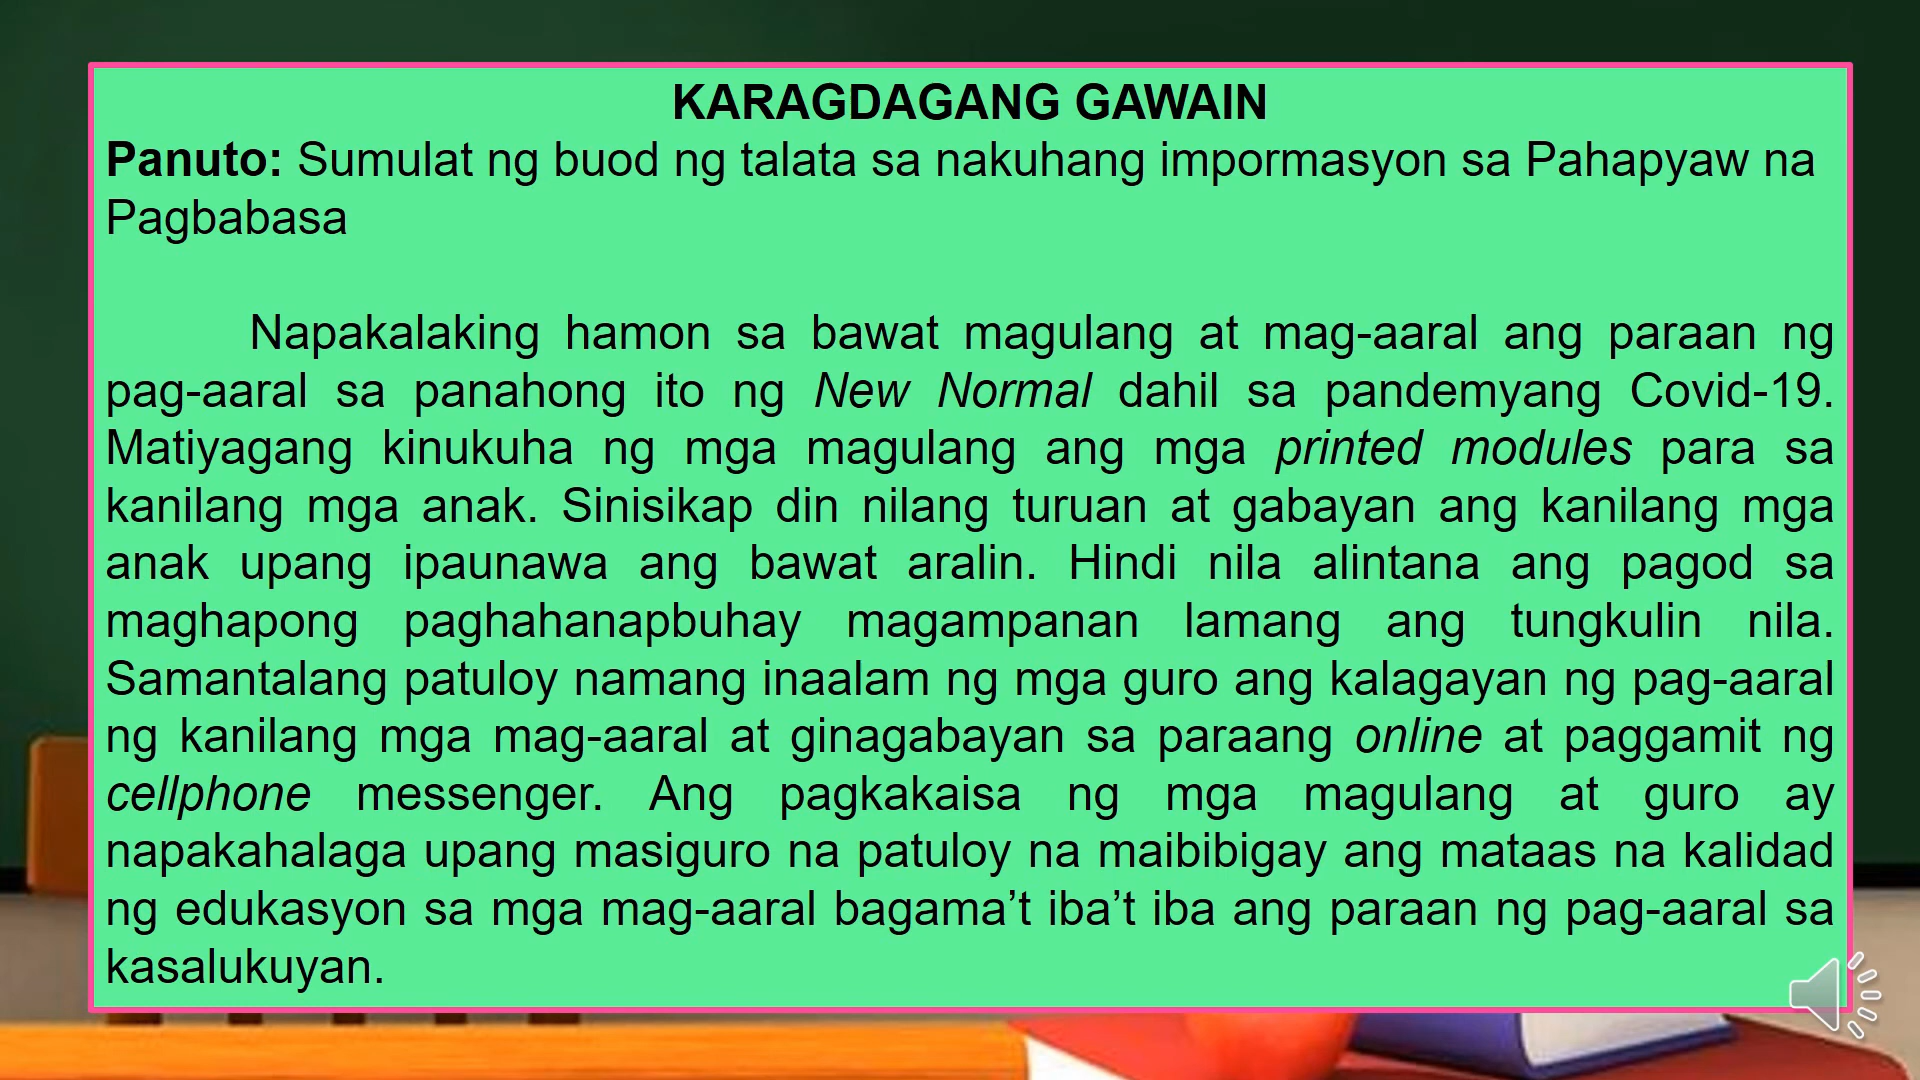 KARAGDAGANG GAWAIN
Panuto: Sumulat ng buod ng talata sa nakuhang impormasyon sa Pahapyaw na
Pagbabasa
Napakalaking hamon sa bawat magulang at mag-aaral ang paraan ng
pag-aaral sa panahong ito ng New Normal dahil sa pandemyang Covid-19.
Matiyagang kinukuha ng mga magulang ang mga printed modules para sa
kanilang mga anak. Sinisikap din nilang turuan at gabayan ang kanilang mga
anak upang ipaunawa ang bawat aralin. Hindi nila alintana ang pagod sa
maghapong paghahanapbuhay magampanan lamang ang tungkulin nila.
Samantalang patuloy namang inaalam ng mga guro ang kalagayan ng pag-aaral
ng kanilang mga mag-aaral at ginagabayan sa paraang online at paggamit ng
cellphone messenger. Ang pagkakaisa ng mga magulang at guro ay
napakahalaga upang masiguro na patuloy na maibibigay ang mataas na kalidad
ng edukasyon sa mga mag-aaral bagama’t iba’t iba ang paraan ng pag-aaral sa
kasalukuyan.